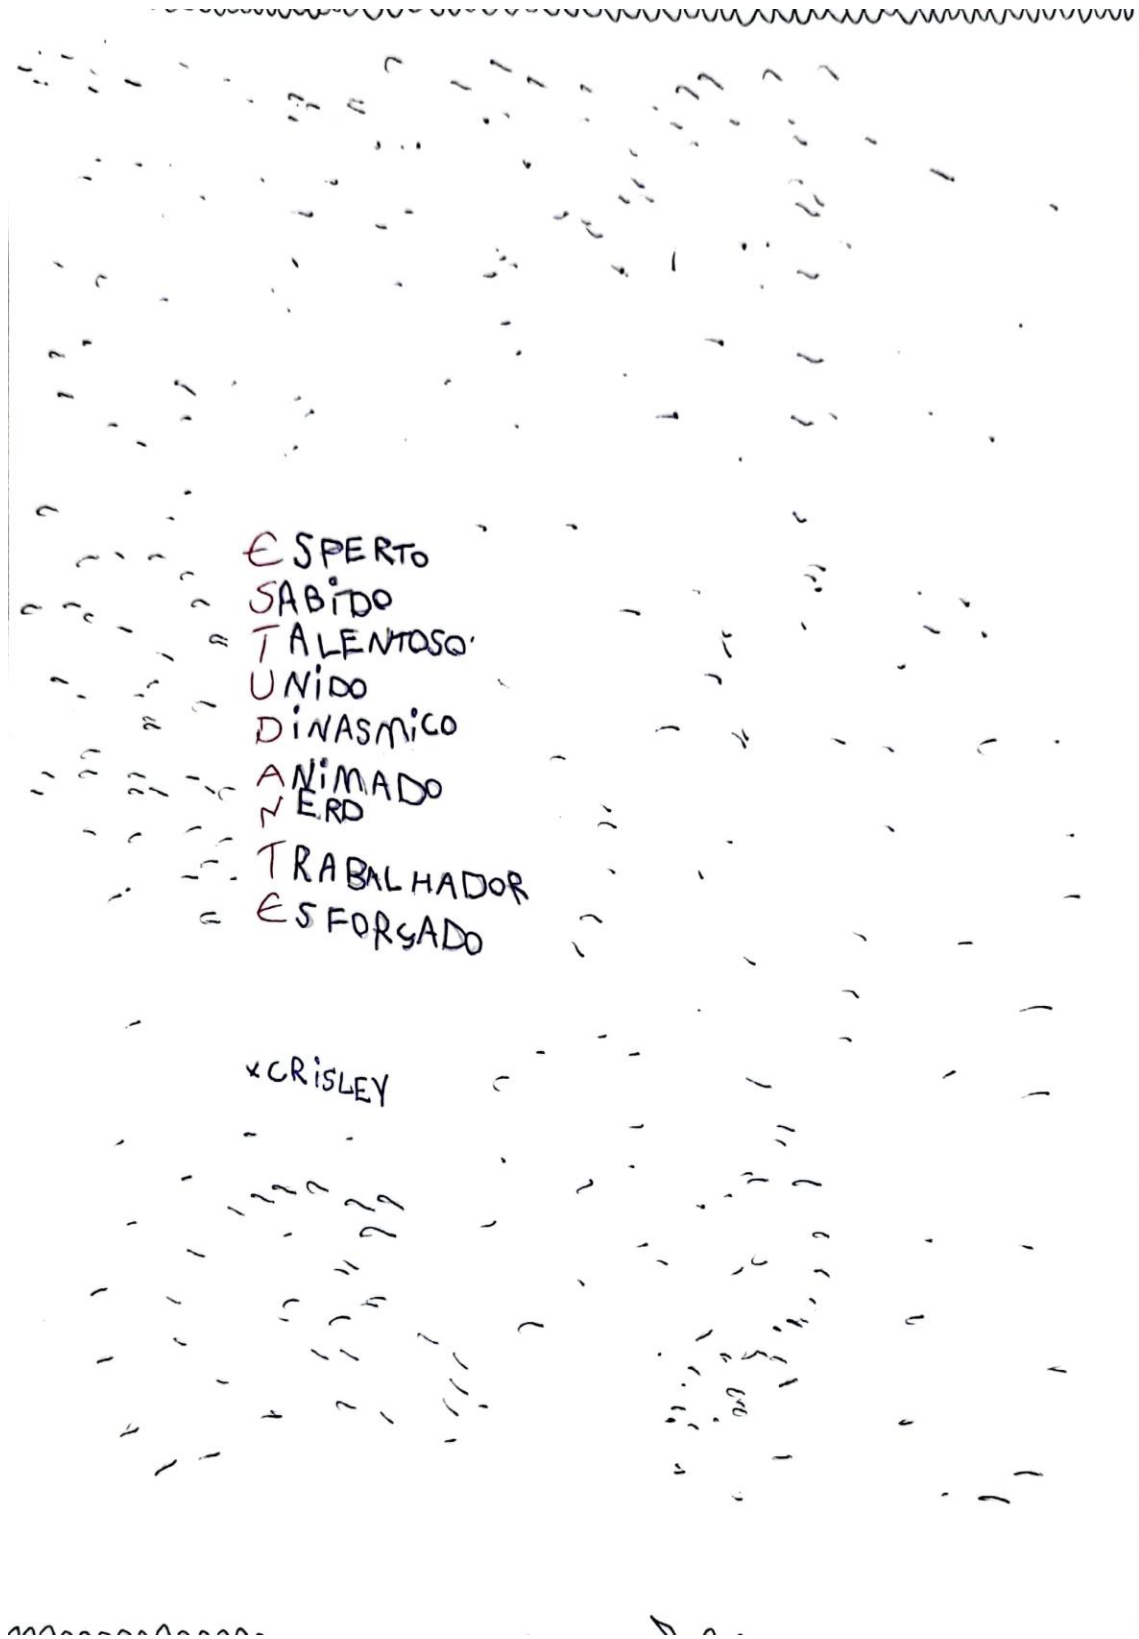 ESPERTO
SABIDO
TALENTOSO
UNIDO
DINASMICO
ANIMADO
NERD
TRABALHADOR
ESFORÇADO
xCRISLEY